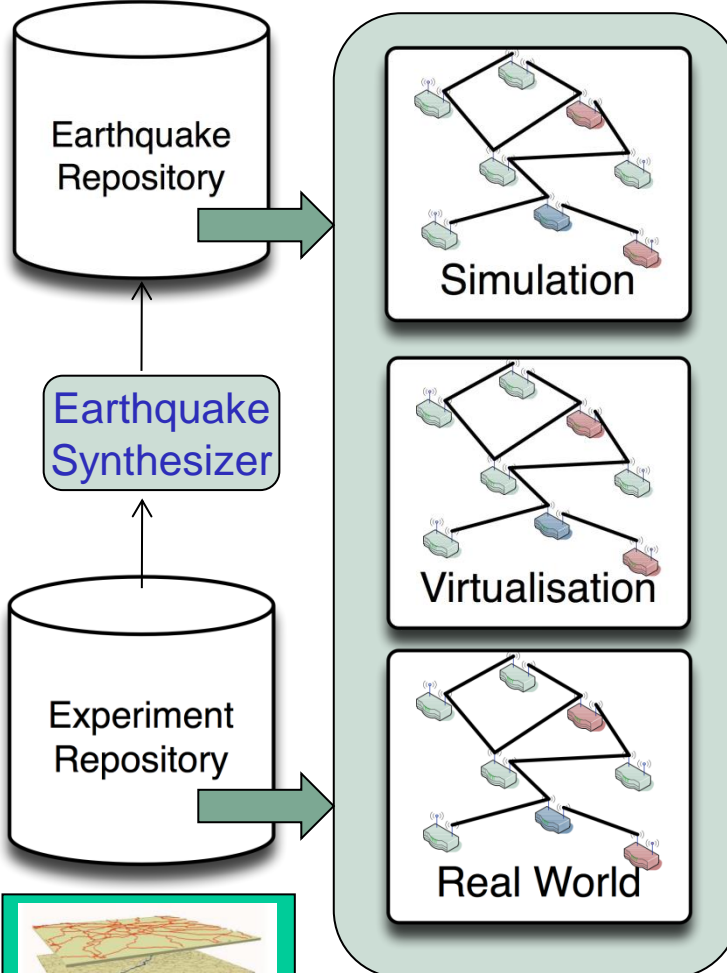 Earthquake
Repository
Simulation
Earthquake
Synthesizer
Virtualisation
Experiment
Repository
Real World